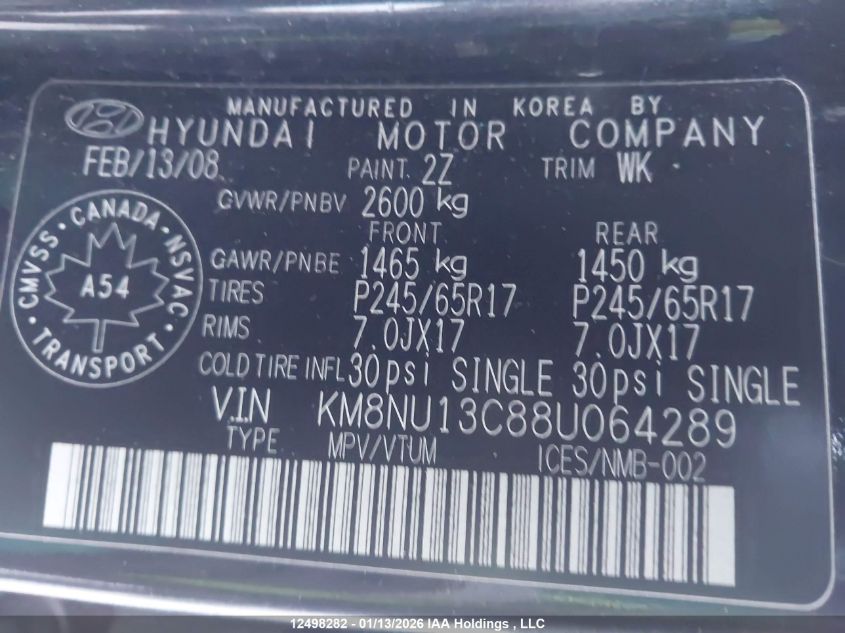 MANUFACTURED IN KOREA BY
HYUNDAI MOTOR COMPANY
FEB/13/08 PAINT. 2Z TRIM WK
GVWR/PNBV 2600 kg
FRONT REAR
GAWR/PNBE 1465 kg 1450 kg
TIRES P245/65R17 P245/65R17
RIMS 7.0JX17 7.0JX17
COLD TIRE INFL 30psi SINGLE 30psi SINGLE
VIN KM8NU13C88U064289
TYPE MPV/VTUM ICES/NMB-002
CANADA
CMVSS · NSVAC
A54
TRANSPORT
12498282 - 01/13/2026 IAA Holdings , LLC